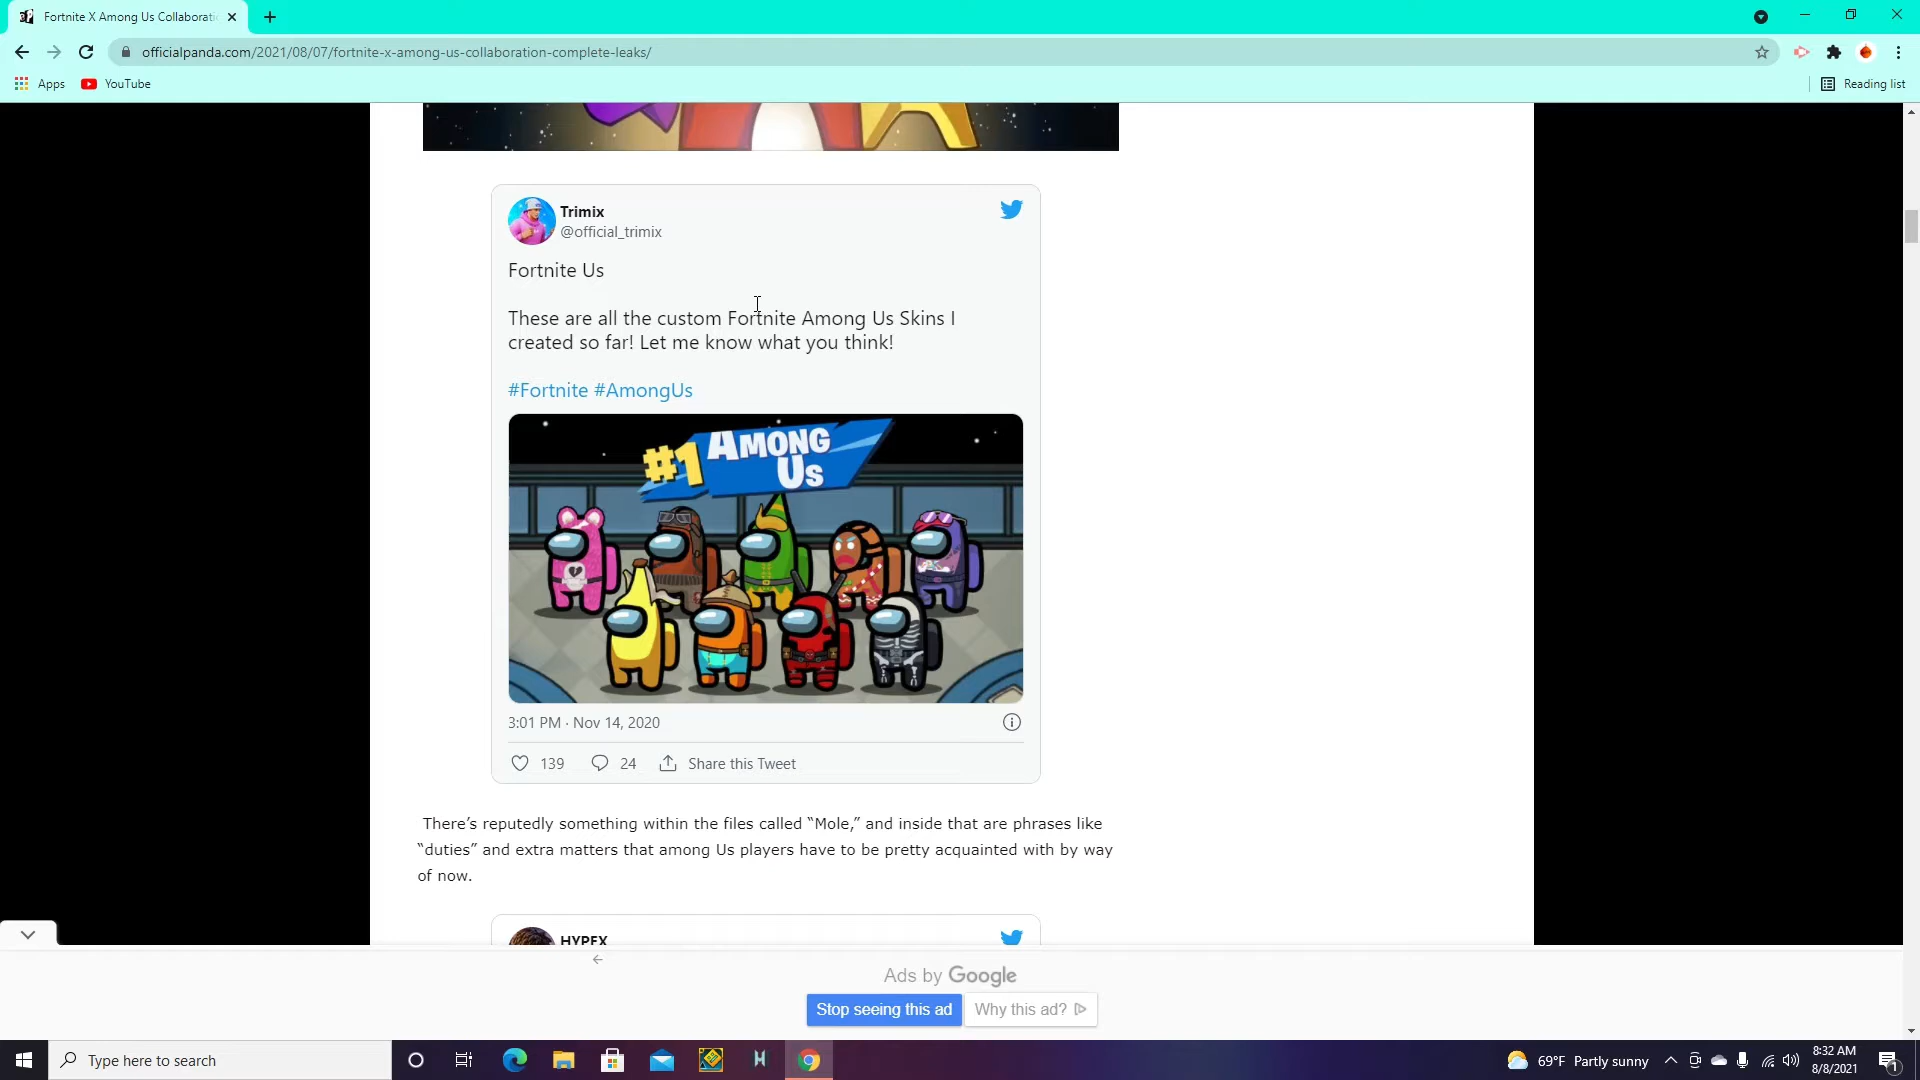 Fortnite X Among Us Collaborati
officialpanda.com/2021/08/07/fortnite-x-among-us-collaboration-complete-leaks/
Apps YouTube Reading list
Trimix
@official_trimix
Fortnite Us
These are all the custom Fortnite Among Us Skins I
created so far! Let me know what you think!
#Fortnite #AmongUs
#1 AMONG
US
3:01 PM · Nov 14, 2020
139 24 Share this Tweet
There’s reputedly something within the files called “Mole,” and inside that are phrases like
“duties” and extra matters that among Us players have to be pretty acquainted with by way
of now.
HYPEX
Ads by Google
Stop seeing this ad Why this ad?
Type here to search 69°F Partly sunny 8:32 AM
8/8/2021 1